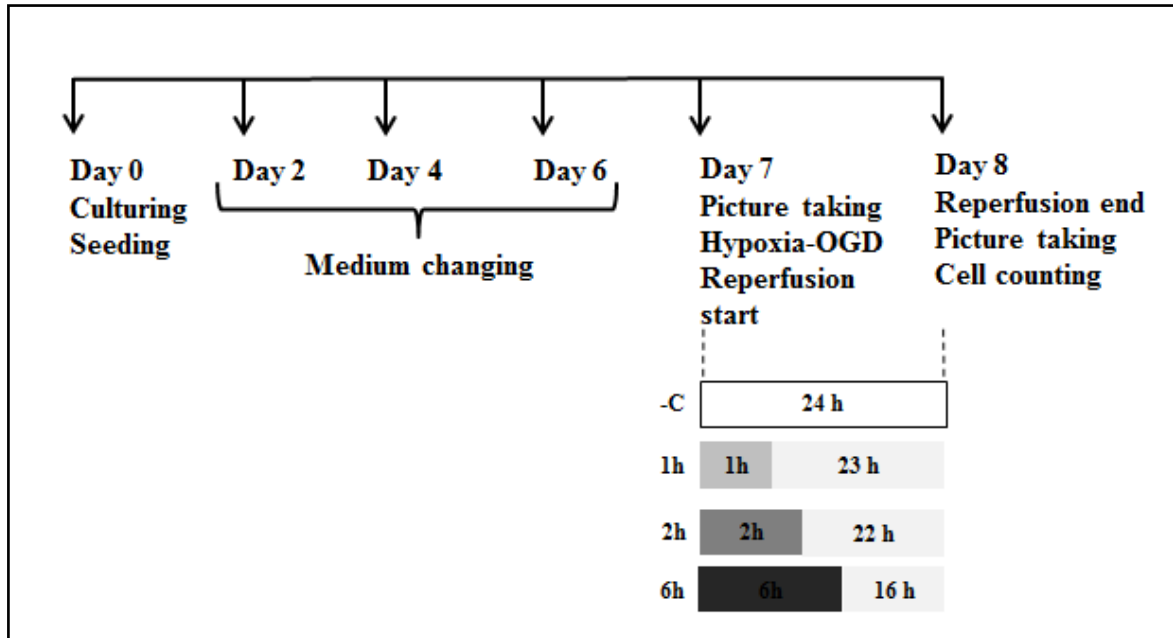 Day 0
Culturing
Seeding
Day 2
Day 4
Day 6
Medium changing
Day 7
Picture taking
Hypoxia-OGD
Reperfusion
start
Day 8
Reperfusion end
Picture taking
Cell counting
-C
24 h
1h
1h
23 h
2h
2h
22 h
6h
6h
16 h